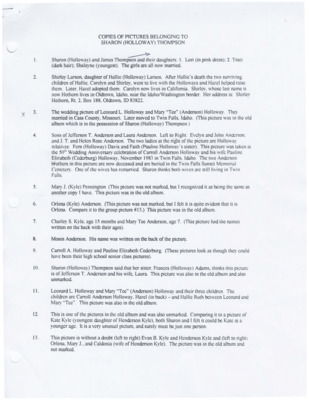 COPIES OF PICTURES BELONGING TO
SHARON (HOLLOWAY) THOMPSON
1. Sharon (Holloway) and James Thompson and their daughters: 1. Lori (in pink dress); 2. Traci
(dark hair); Shalayne (youngest). The girls are all now married.
2. Shirley Larson, daughter of Hallie (Holloway) Larson. After Hallie's death the two surviving
children of Hallie, Carolyn and Shirley, went to live with the Holloways and Hazel helped raise
them. Later Hazel adopted them. Carolyn now lives in California. Shirley, whose last name is
now Hethorn lives in Oldtown, Idaho, near the Idaho/Washington border. Her address is: Shirley
Hethorn, Rt. 2, Box 188, Oldtown, ID 83822.
3. The wedding picture of Leonard L. Holloway and Mary "Tee" (Anderson) Holloway. They
married in Cass County, Missouri. Later moved to Twin Falls, Idaho. (This picture was in the old
album which is in the possession of Sharon (Holloway) Thompson.)
4. Sons of Jefferson T. Anderson and Laura Anderson. Left to Right: Evelyn and John Anderson;
and J. T. and Helen Rose Anderson. The two ladies at the right of the picture are Holloway
relatives: Fern (Holloway) Davis and Faith (Pauline Holloway's sister). This picture was taken at
the 50th Wedding Anniversary celebration of Carroll Anderson Holloway and his wife Pauline
Elizabeth (Cederburg) Holloway, November 1983 in Twin Falls, Idaho. The two Anderson
brothers in this picture are now deceased and are buried in the Twin Falls Sunset Memorial
Cemetery. One of the wives has remarried. Sharon thinks both wives are still living in Twin
Falls.
5. Mary J. (Kyle) Pennington (This picture was not marked, but I recognized it as being the same as
another copy I have. This picture was in the old album.
6. Orlena (Kyle) Anderson. (This picture was not marked, but I felt it is quite evident that it is
Orlena. Compare it to the group picture #13.) This picture was in the old album.
7. Charley S. Kyle, age 15 months and Mary Tee Anderson, age 7. (This picture had the names
written on the back with their ages).
8. Mason Anderson. His name was written on the back of the picture.
9. Carroll A. Holloway and Pauline Elizabeth Cederburg. (These pictures look as though they could
have been their high school senior class pictures).
10. Sharon (Holloway) Thompson said that her sister, Frances (Holloway) Adams, thinks this picture
is of Jefferson T. Anderson and his wife, Laura. This picture was also in the old album and also
unmarked.
11. Leonard L. Holloway and Mary "Tee" (Anderson) Holloway and their three children. The
children are Carroll Anderson Holloway, Hazel (in back) - and Hallie Ruth between Leonard and
Mary "Tee". This picture was also in the old album.
12. This is one of the pictures in the old album and was also unmarked. Comparing it to a picture of
Kate Kyle (youngest daughter of Henderson Kyle), both Sharon and I felt it could be Kate at a
younger age. It is a very unusual picture, and surely must be just one person.
13. This picture is without a doubt (left to right) Evan B. Kyle and Henderson Kyle and (left to right:
Orlena, Mary J., and Caldonia (wife of Henderson Kyle). The picture was in the old album and
not marked.